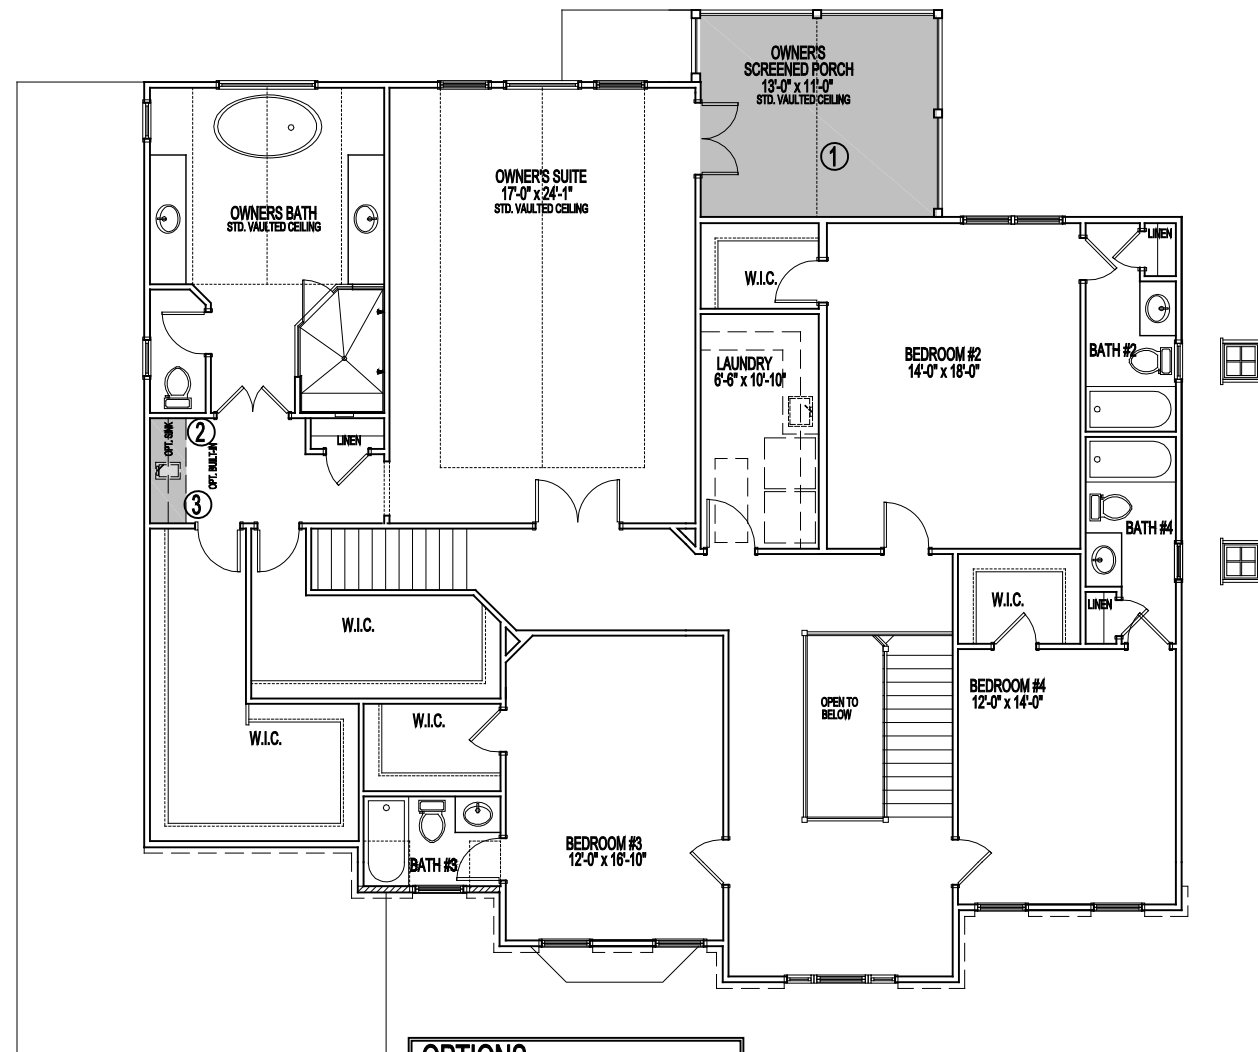 OWNER'S
SCREENED PORCH
13'-0" x 11'-0"
STD. VAULTED CEILING
1
OWNER'S SUITE
17'-0" x 24'-1"
STD. VAULTED CEILING
OWNERS BATH
STD. VAULTED CEILING
LINEN
W.I.C.
BEDROOM #2
14'-0" x 18'-0"
BATH #2
LAUNDRY
6'-6" x 10'-10"
2
OPT. SINK
OPT. BUILT-IN
3
LINEN
BATH #4
W.I.C.
LINEN
W.I.C.
BEDROOM #4
12'-0" x 14'-0"
OPEN TO
BELOW
W.I.C.
W.I.C.
BEDROOM #3
12'-0" x 16'-10"
BATH #3
OPTIONS